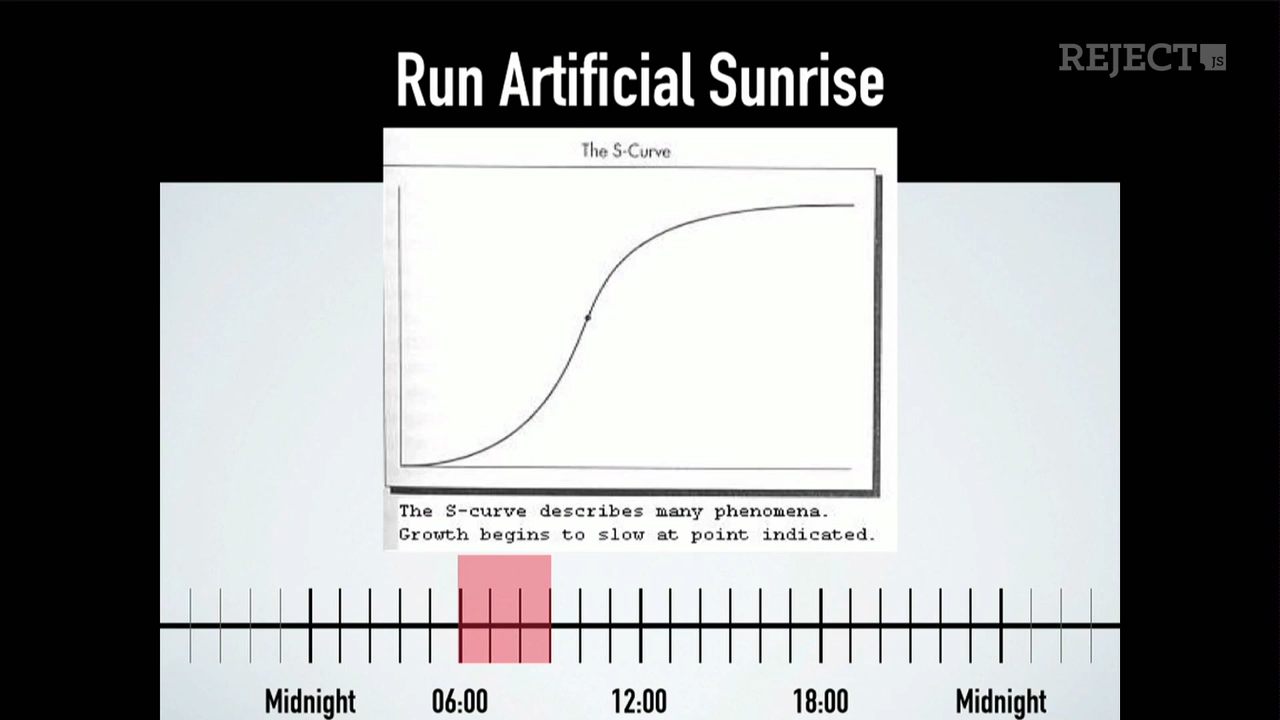 Run Artificial Sunrise
REJECT JS
The S-Curve
The S-curve describes many phenomena.
Growth begins to slow at point indicated.
Midnight 06:00 12:00 18:00 Midnight